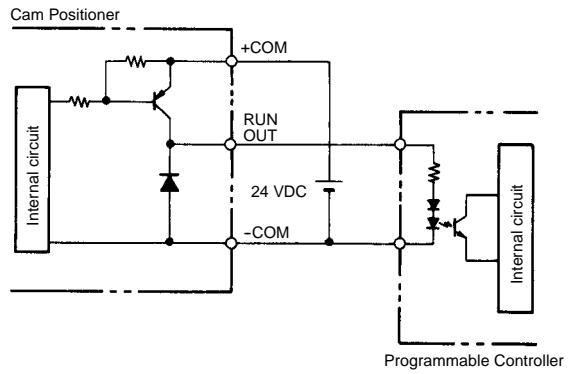 Cam Positioner
+COM
RUN
OUT
Internal circuit
24 VDC
Internal circuit
−COM
Programmable Controller